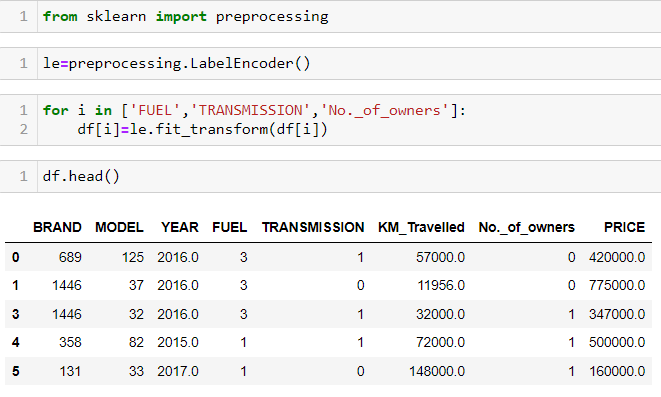 1 from sklearn import preprocessing
1 le=preprocessing.LabelEncoder()
1 for i in ['FUEL','TRANSMISSION','No._of_owners']:
2     df[i]=le.fit_transform(df[i])
1 df.head()
BRAND MODEL YEAR FUEL TRANSMISSION KM_Travelled No._of_owners PRICE
0 689 125 2016.0 3 1 57000.0 0 420000.0
1 1446 37 2016.0 3 0 11956.0 0 775000.0
3 1446 32 2016.0 3 1 32000.0 1 347000.0
4 358 82 2015.0 1 1 72000.0 1 500000.0
5 131 33 2017.0 1 0 148000.0 1 160000.0